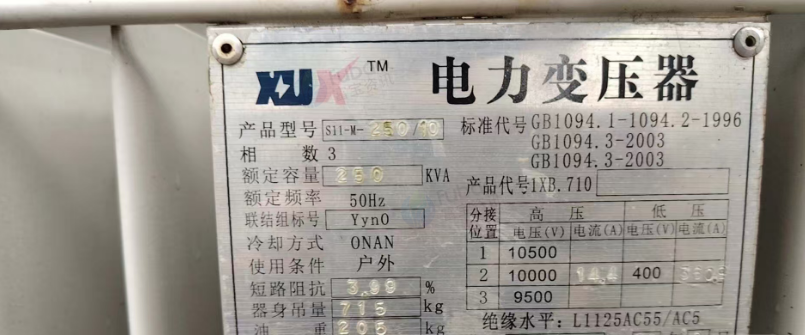 XUX™ 电力变压器
产品型号 S11-M-250/10
标准代号 GB1094.1-1094.2-1996
GB1094.3-2003
GB1094.3-2003
相 数 3
额定容量 250 KVA
产品代号 1XB.710
额定频率 50Hz
联结组标号 Yyn0
冷却方式 ONAN
使用条件 户外
短路阻抗 3.99 %
器身吊量 715 kg
油 重 205 kg
分接位置 高 压 低 压
电压(V) 电流(A) 电压(V) 电流(A)
1 10500
2 10000 14.4 400
3 9500
绝缘水平: L1125AC55/AC5